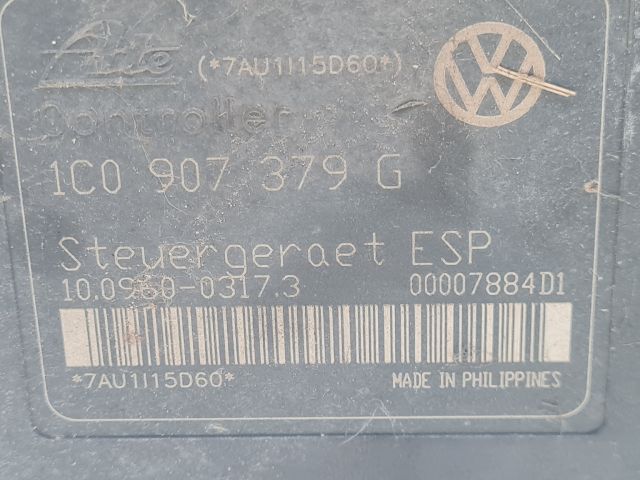 Ate (*7AU1I15D60*)
Controller
1C0 907 379 G
Steuergeraet ESP
10.0960-0317.3 00007884D1
*7AU1I15D60* MADE IN PHILIPPINES